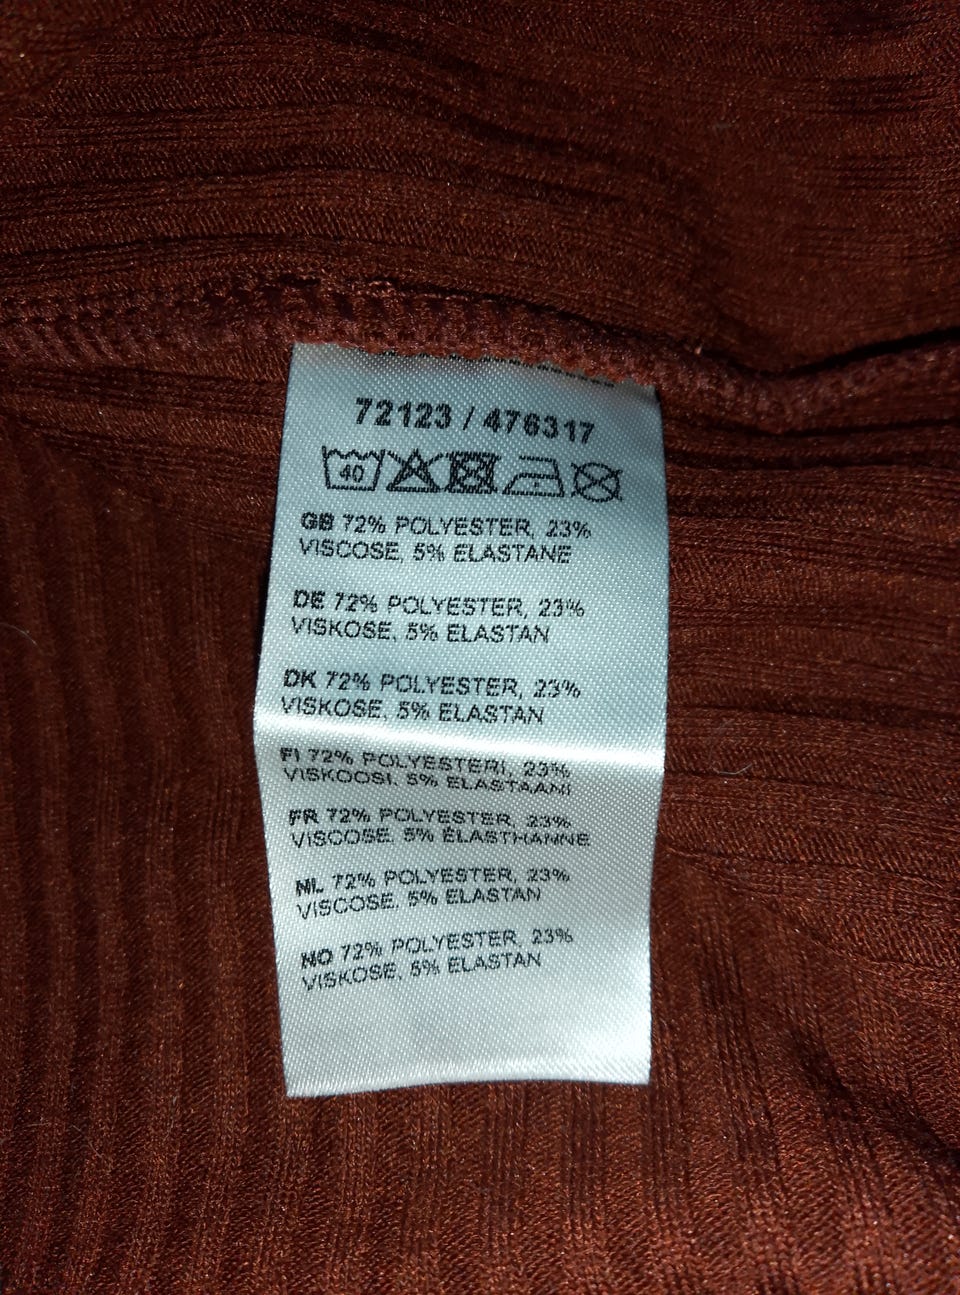 72123 / 476317
40
GB 72% POLYESTER, 23%
VISCOSE, 5% ELASTANE
DE 72% POLYESTER, 23%
VISKOSE, 5% ELASTAN
DK 72% POLYESTER, 23%
VISKOSE, 5% ELASTAN
FI 72% POLYESTERI, 23%
VISKOOSI, 5% ELASTAANI
FR 72% POLYESTER, 23%
VISCOSE, 5% ÉLASTHANNE
NL 72% POLYESTER, 23%
VISCOSE, 5% ELASTAN
NO 72% POLYESTER, 23%
VISKOSE, 5% ELASTAN